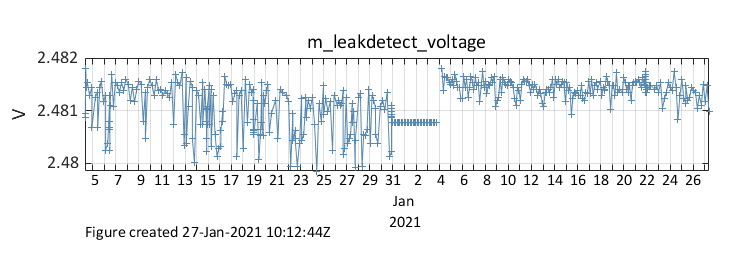 m_leakdetect_voltage
2.482
2.481
2.48
V
5 7 9 11 13 15 17 19 21 23 25 27 29 31 2 4 6 8 10 12 14 16 18 20 22 24 26
Jan
2021
Figure created 27-Jan-2021 10:12:44Z